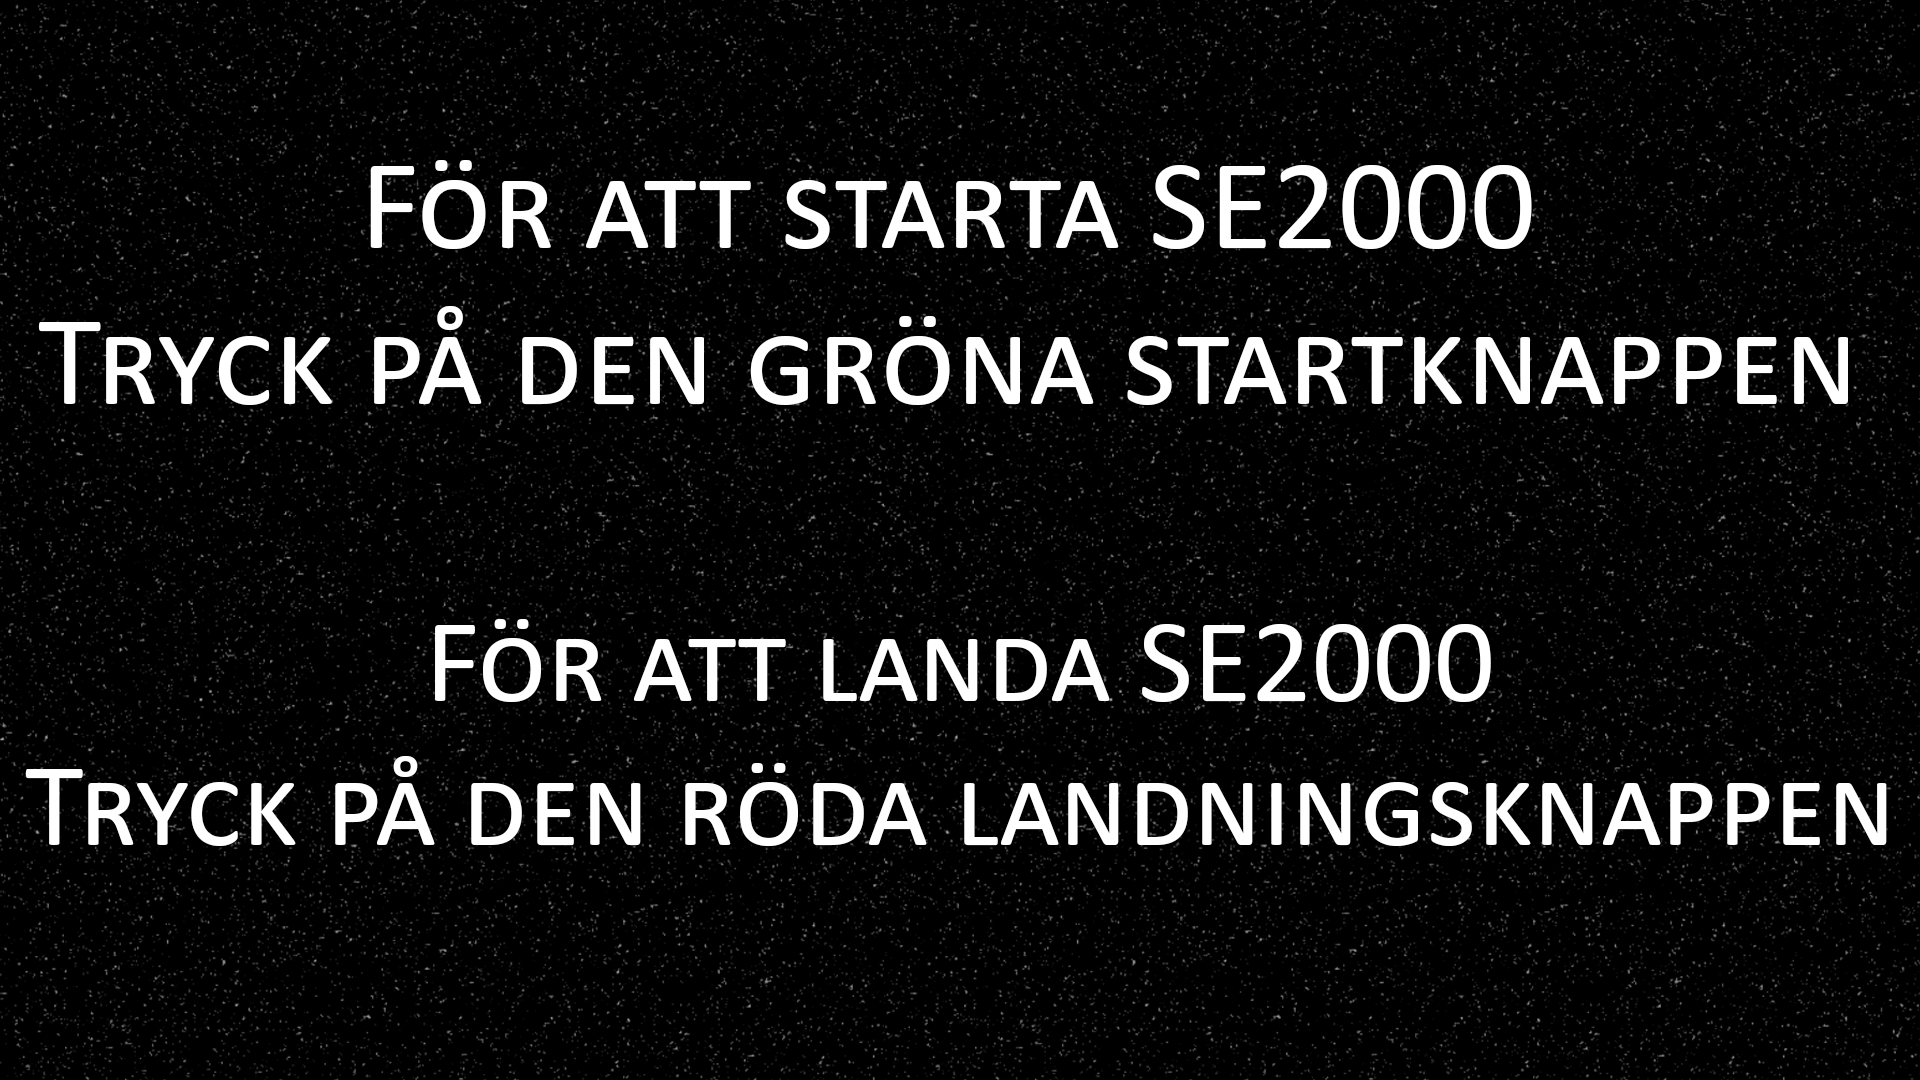 För att starta SE2000
Tryck på den gröna startknappen
För att landa SE2000
Tryck på den röda landningsknappen